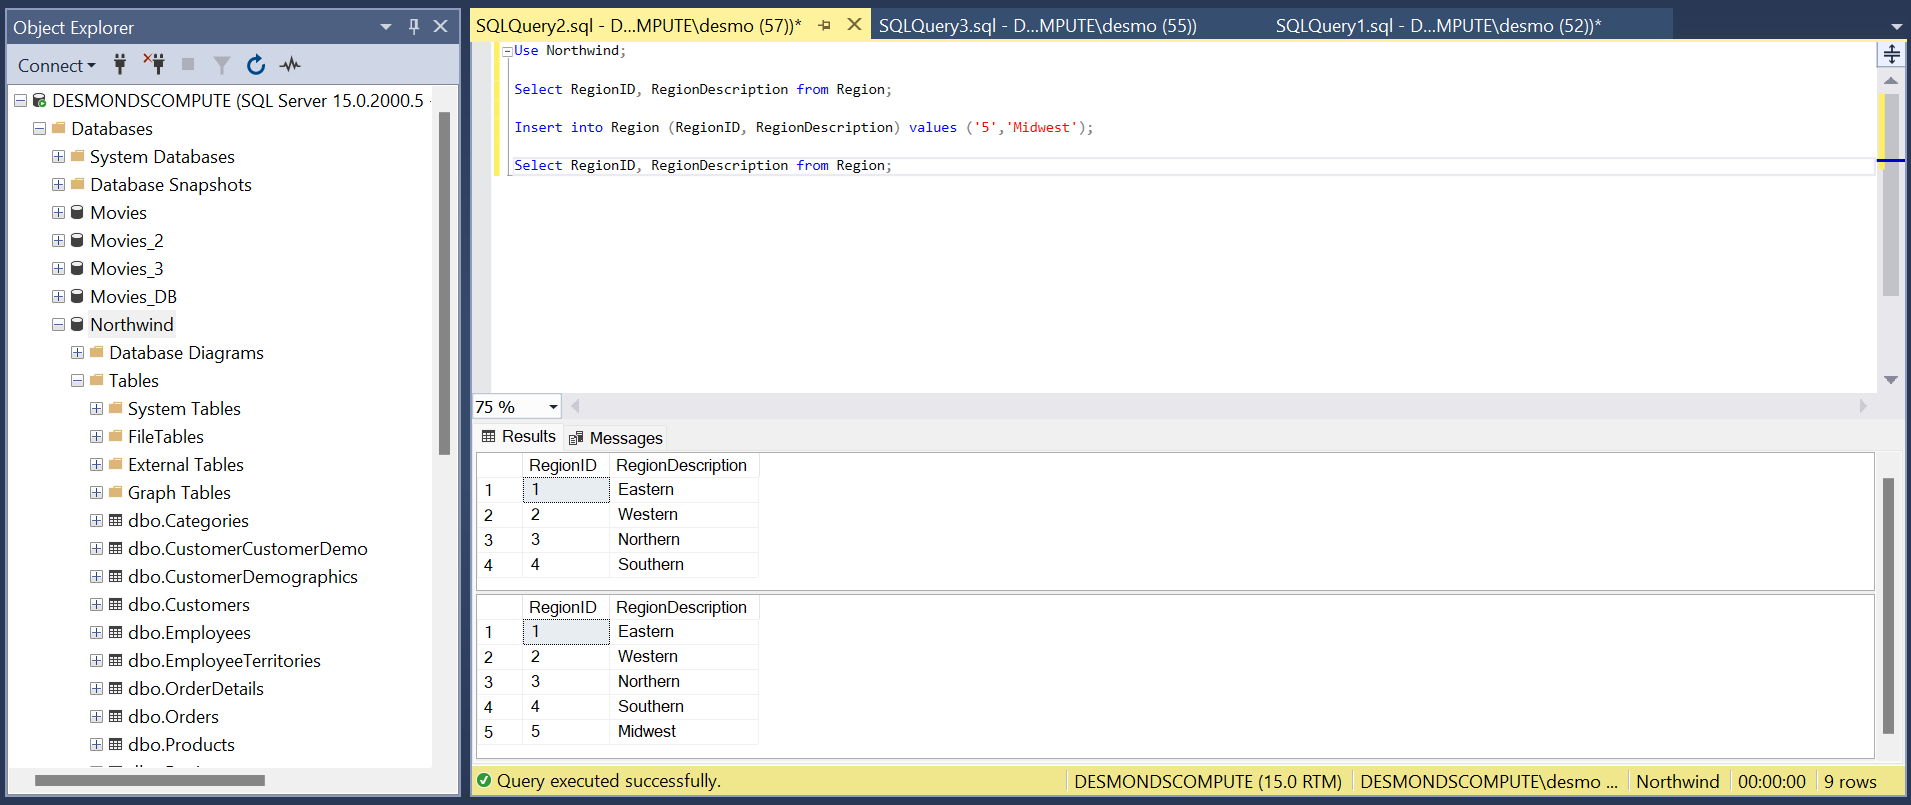 Object Explorer
Connect
DESMONDSCOMPUTE (SQL Server 15.0.2000.5 -
Databases
System Databases
Database Snapshots
Movies
Movies_2
Movies_3
Movies_DB
Northwind
Database Diagrams
Tables
System Tables
FileTables
External Tables
Graph Tables
dbo.Categories
dbo.CustomerCustomerDemo
dbo.CustomerDemographics
dbo.Customers
dbo.Employees
dbo.EmployeeTerritories
dbo.OrderDetails
dbo.Orders
dbo.Products
SQLQuery2.sql - D...MPUTE\desmo (57))* SQLQuery3.sql - D...MPUTE\desmo (55)) SQLQuery1.sql - D...MPUTE\desmo (52))*
Use Northwind;
Select RegionID, RegionDescription from Region;
Insert into Region (RegionID, RegionDescription) values ('5','Midwest');
Select RegionID, RegionDescription from Region;
75 %
Results Messages
RegionID RegionDescription
1 1 Eastern
2 2 Western
3 3 Northern
4 4 Southern
RegionID RegionDescription
1 1 Eastern
2 2 Western
3 3 Northern
4 4 Southern
5 5 Midwest
Query executed successfully. DESMONDSCOMPUTE (15.0 RTM) DESMONDSCOMPUTE\desmo ... Northwind 00:00:00 9 rows